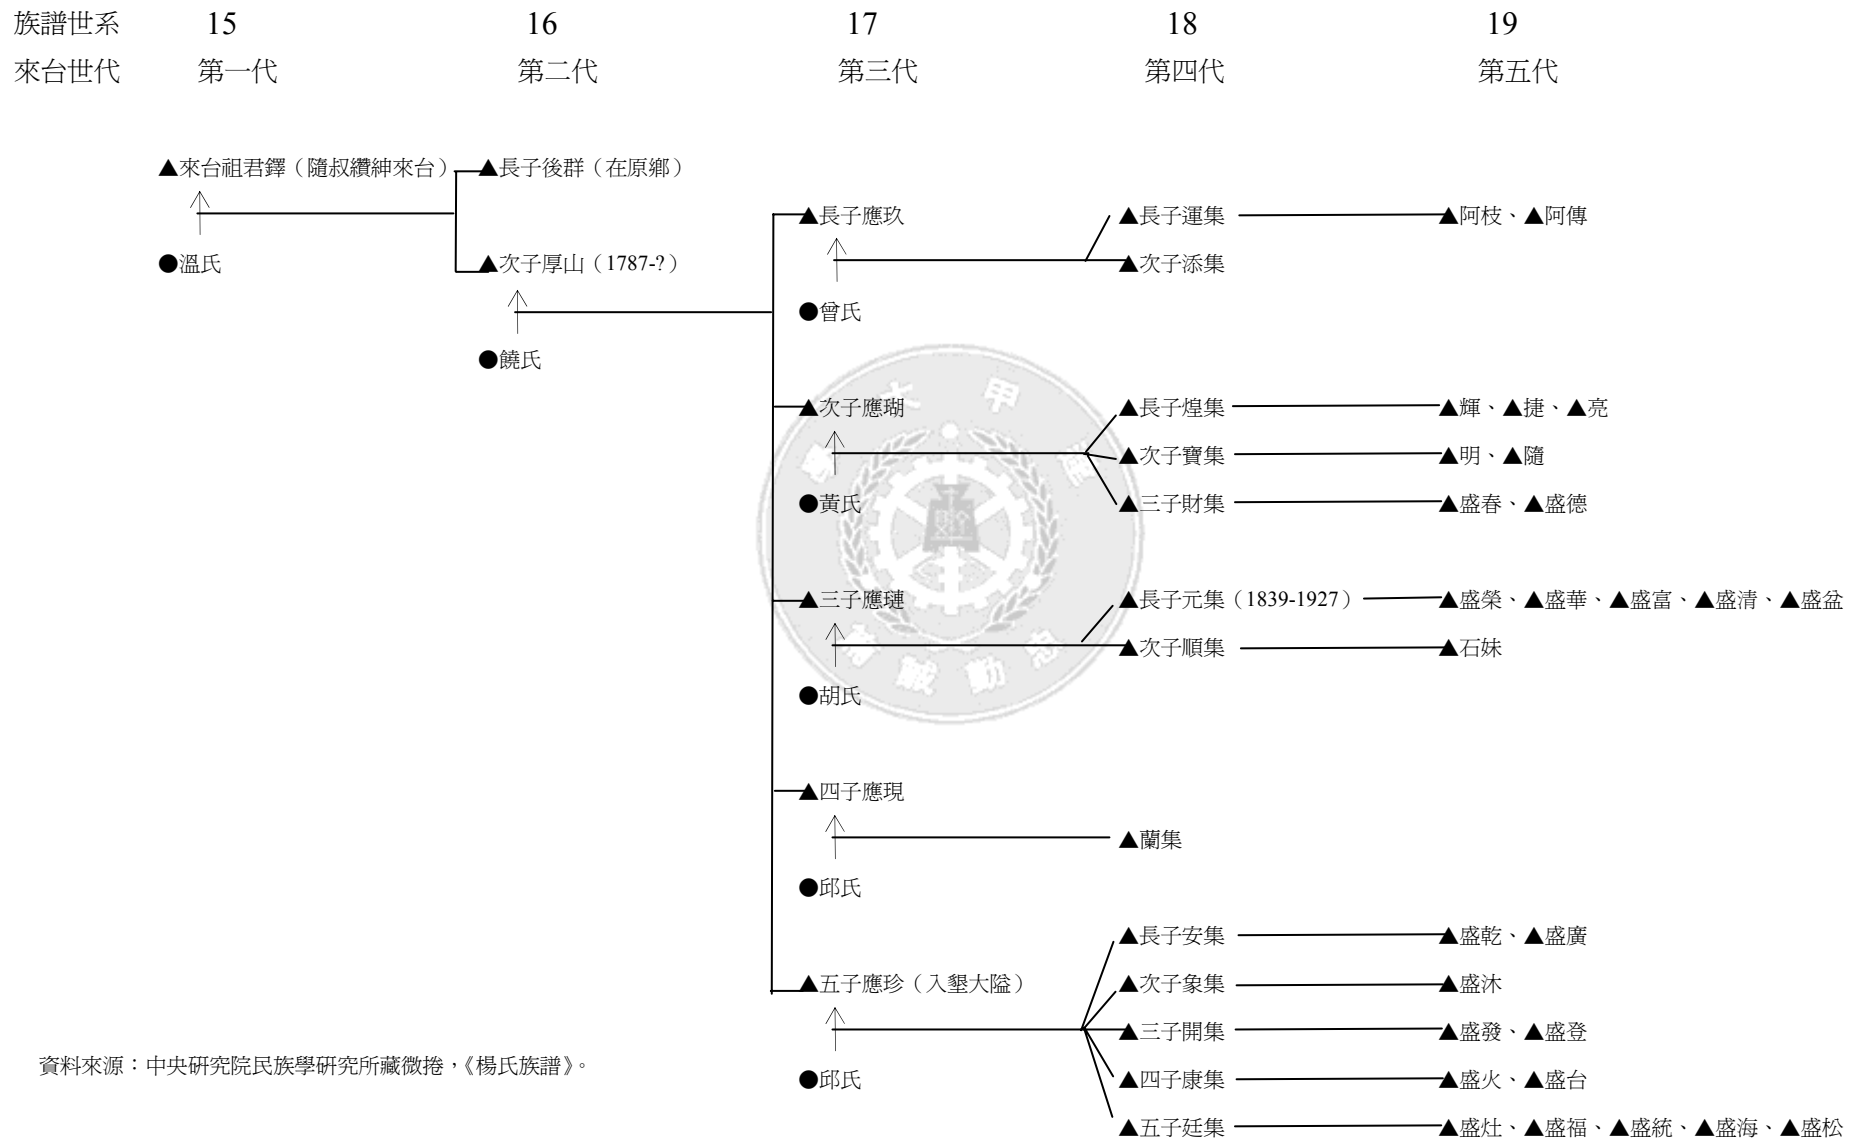 族譜世系 15 16 17 18 19
來台世代 第一代 第二代 第三代 第四代 第五代
▲來台祖君鐸（隨叔纘紳來台） ▲長子後群（在原鄉）
▲長子應玖 ▲長子運集 ▲阿枝、▲阿傳
●溫氏 ▲次子厚山（1787-?） ▲次子添集
●曾氏
●饒氏
▲次子應瑚 ▲長子煌集 ▲輝、▲捷、▲亮
▲次子寶集 ▲明、▲隨
●黃氏 ▲三子財集 ▲盛春、▲盛德
▲三子應璉 ▲長子元集（1839-1927） ▲盛榮、▲盛華、▲盛富、▲盛清、▲盛盆
▲次子順集 ▲石妹
●胡氏
▲四子應現
▲蘭集
●邱氏
▲長子安集 ▲盛乾、▲盛廣
▲五子應珍（入墾大隘） ▲次子象集 ▲盛沐
▲三子開集 ▲盛發、▲盛登
資料來源：中央研究院民族學研究所藏微捲，《楊氏族譜》。
●邱氏 ▲四子康集 ▲盛火、▲盛台
▲五子廷集 ▲盛灶、▲盛福、▲盛統、▲盛海、▲盛松